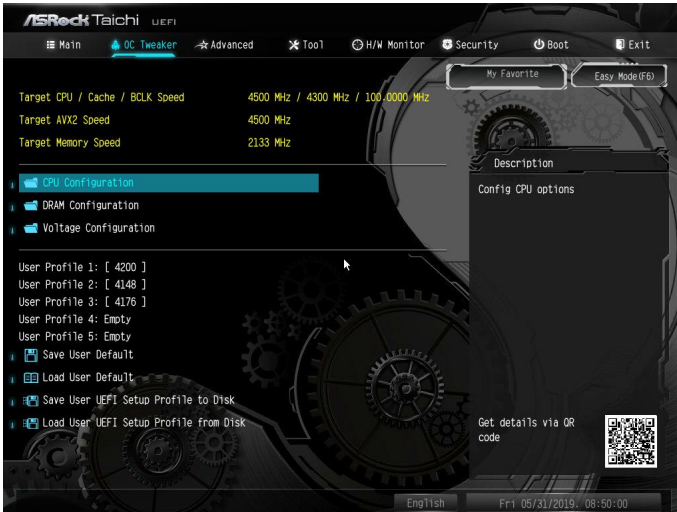 ASRock Taichi UEFI
Main OC Tweaker Advanced Tool H/W Monitor Security Boot Exit
My Favorite Easy Mode(F6)
Target CPU / Cache / BCLK Speed 4500 MHz / 4300 MHz / 100.0000 MHz
Target AVX2 Speed 4500 MHz
Target Memory Speed 2133 MHz
Description
CPU Configuration
Config CPU options
DRAM Configuration
Voltage Configuration
User Profile 1: [ 4200 ]
User Profile 2: [ 4148 ]
User Profile 3: [ 4176 ]
User Profile 4: Empty
User Profile 5: Empty
Save User Default
Load User Default
Save User UEFI Setup Profile to Disk
Load User UEFI Setup Profile from Disk
Get details via QR
code
English Fri 05/31/2019. 08:50:00